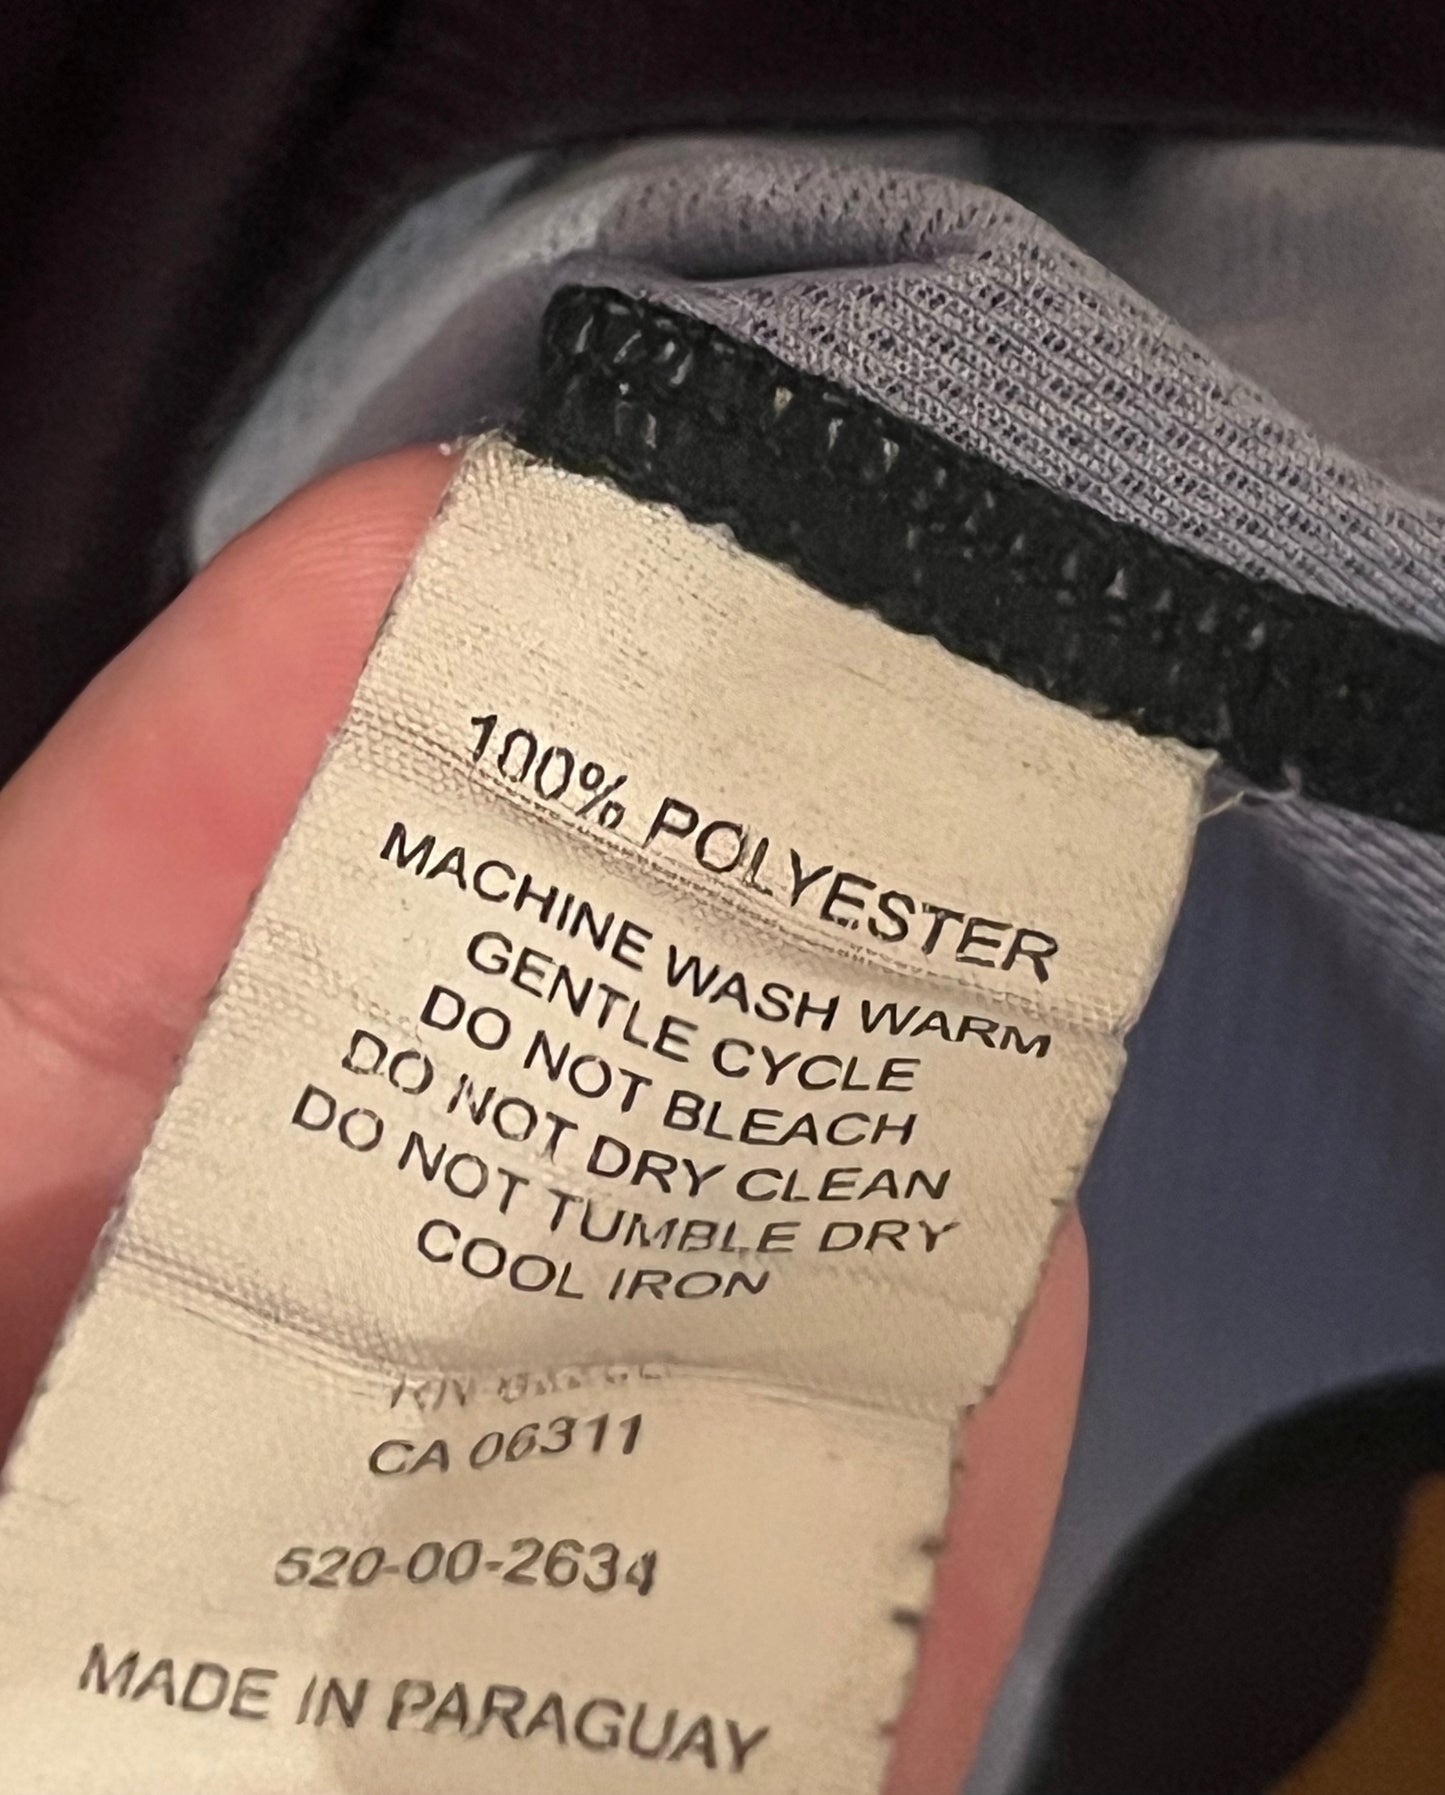 100% POLYESTER
MACHINE WASH WARM
GENTLE CYCLE
DO NOT BLEACH
DO NOT DRY CLEAN
DO NOT TUMBLE DRY
COOL IRON
RN
CA 06311
520-00-2634
MADE IN PARAGUAY